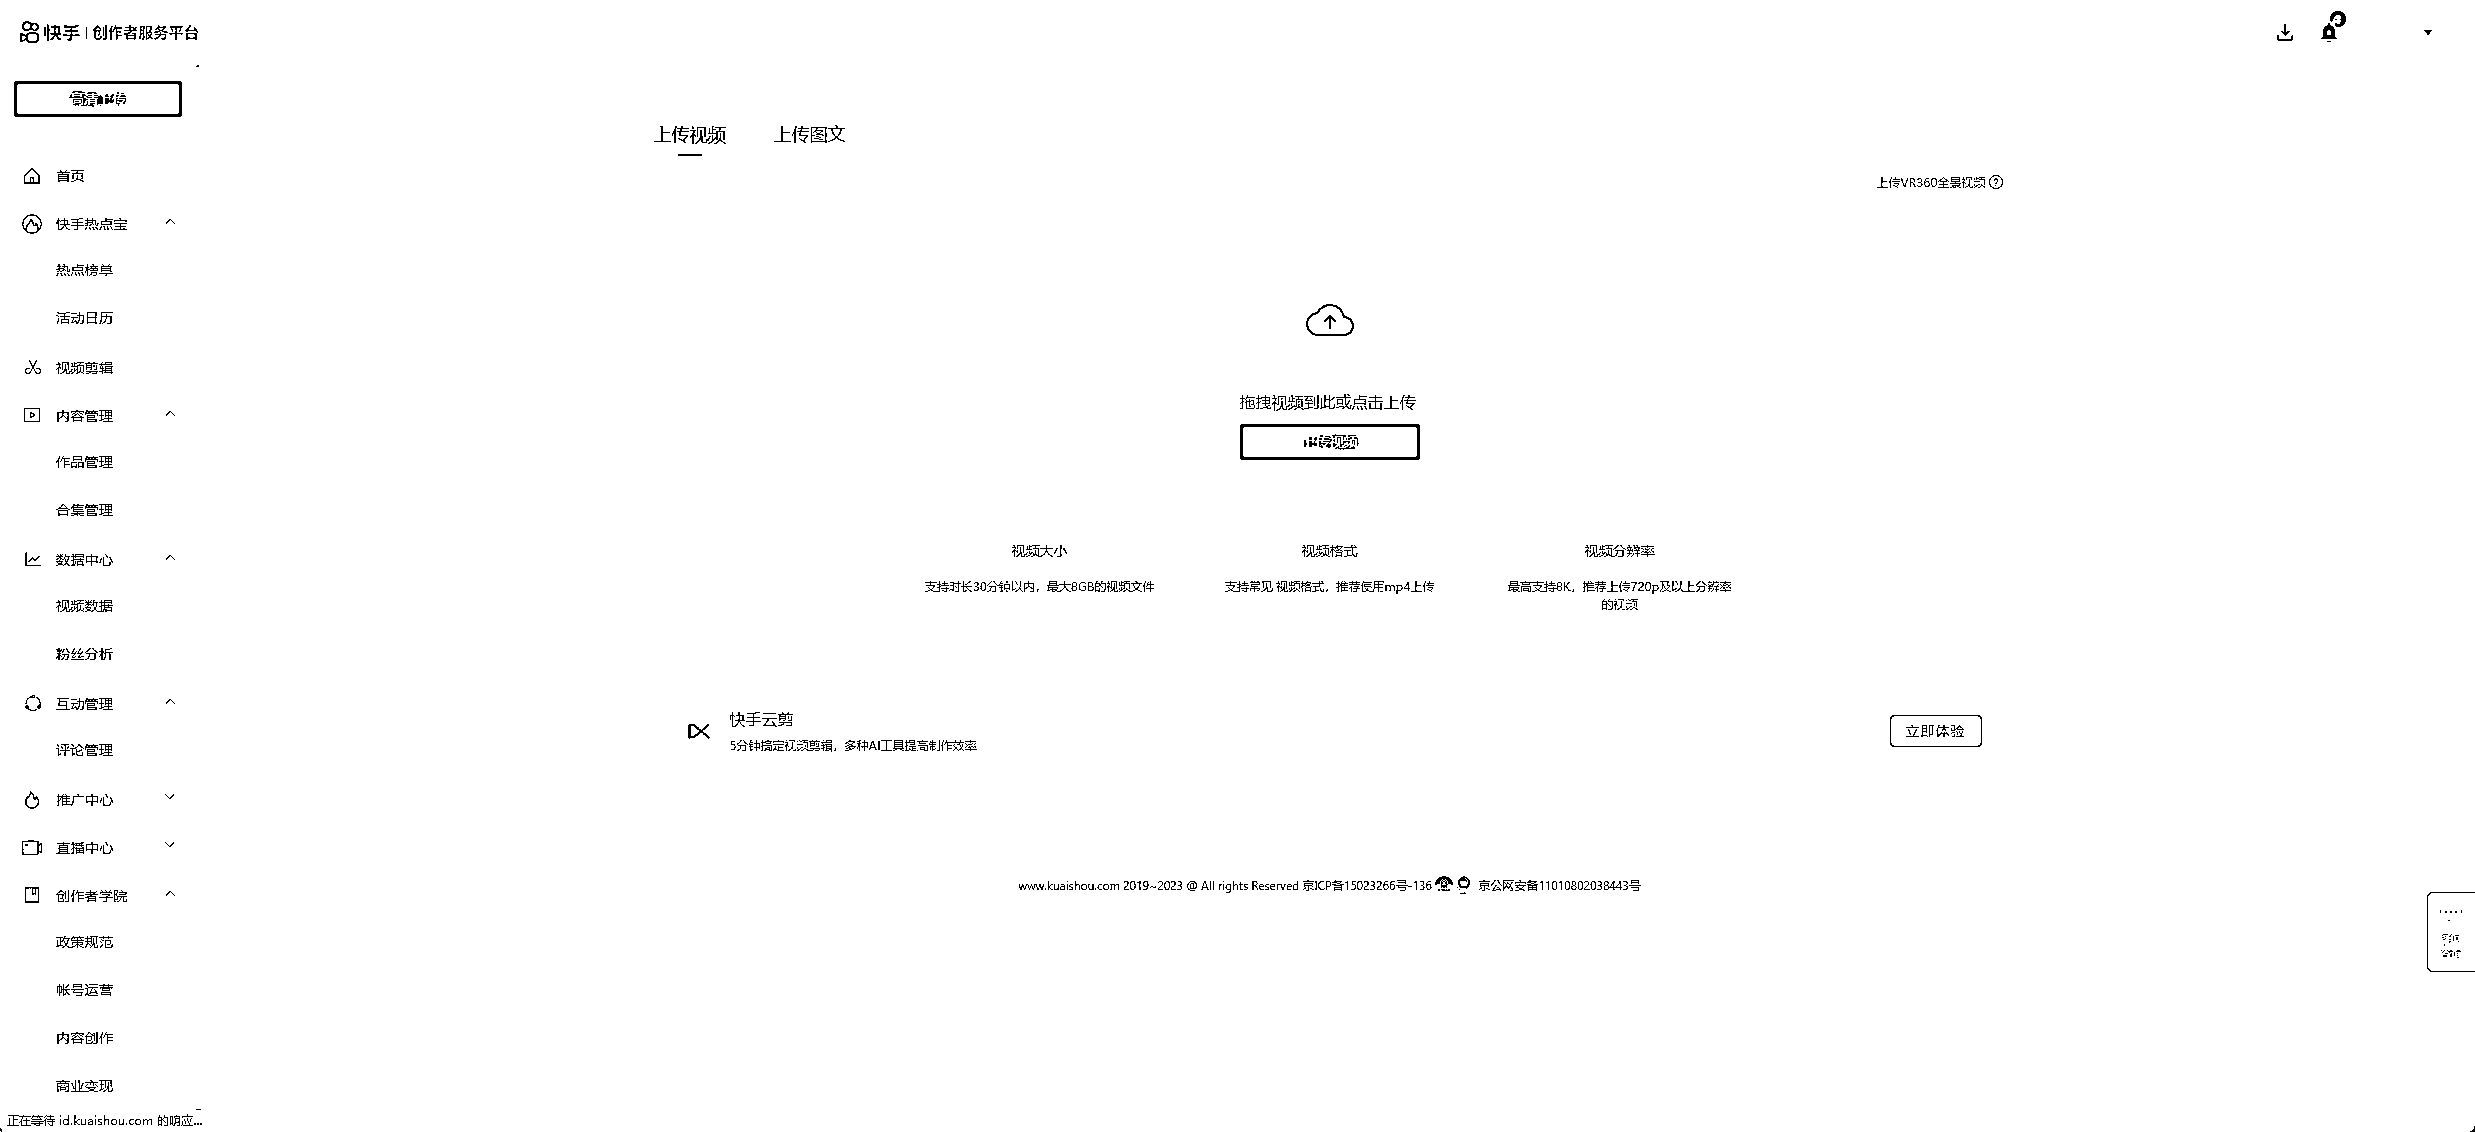 快手 | 创作者服务平台
首页
快手热点宝
热点榜单
活动日历
视频剪辑
内容管理
作品管理
合集管理
数据中心
视频数据
粉丝分析
互动管理
评论管理
推广中心
直播中心
创作者学院
政策规范
帐号运营
内容创作
商业变现
正在等待 id.kuaishou.com 的响应...
上传视频 上传图文
上传VR360全景视频
拖拽视频到此或点击上传
上传视频
视频大小 视频格式 视频分辨率
支持时长30分钟以内，最大8GB的视频文件 支持常见 视频格式，推荐使用mp4上传 最高支持8K，推荐上传720p及以上分辨率
的视频
快手云剪
5分钟搞定视频剪辑，多种AI工具提高制作效率
立即体验
www.kuaishou.com 2019~2023 @ All rights Reserved 京ICP备15023266号-136 京公网安备11010802038443号